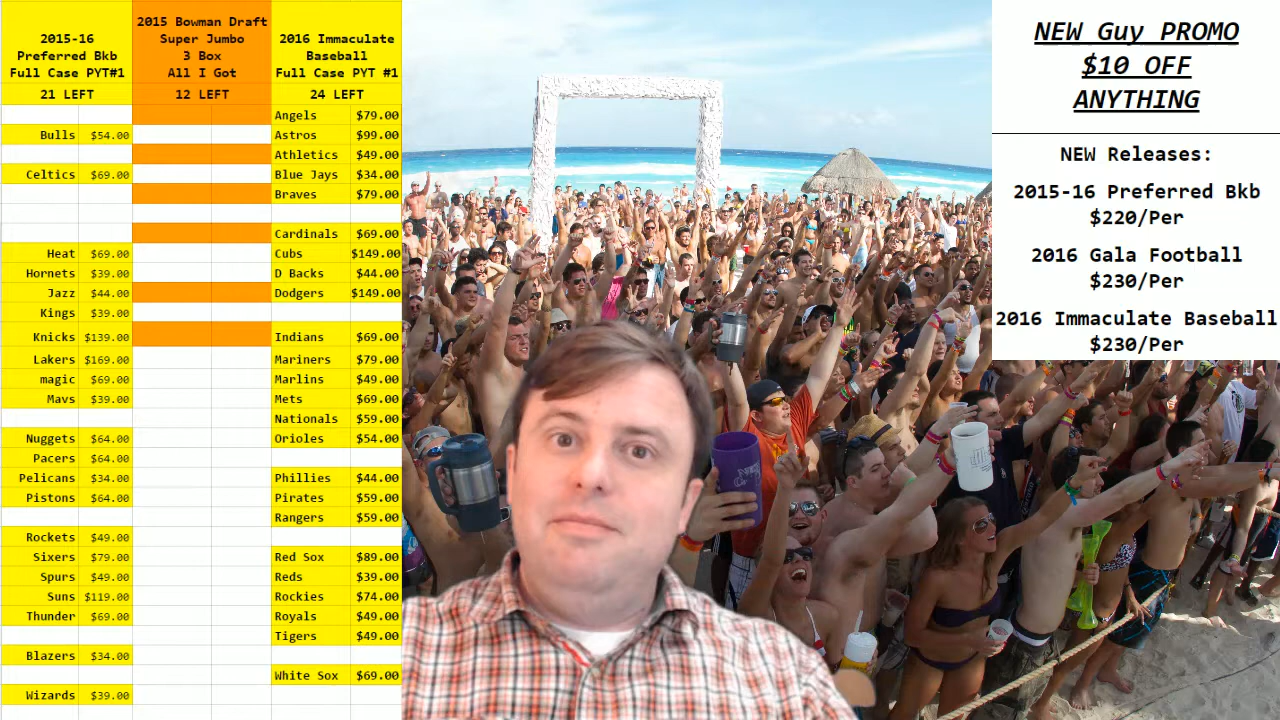 2015-16
Preferred Bkb
Full Case PYT#1
21 LEFT
Bulls $54.00
Celtics $69.00
Heat $69.00
Hornets $39.00
Jazz $44.00
Kings $39.00
Knicks $139.00
Lakers $169.00
magic $69.00
Mavs $39.00
Nuggets $64.00
Pacers $64.00
Pelicans $34.00
Pistons $64.00
Rockets $49.00
Sixers $79.00
Spurs $49.00
Suns $119.00
Thunder $69.00
Blazers $34.00
Wizards $39.00
2015 Bowman Draft
Super Jumbo
3 Box
All I Got
12 LEFT
2016 Immaculate
Baseball
Full Case PYT #1
24 LEFT
Angels $79.00
Astros $99.00
Athletics $49.00
Blue Jays $34.00
Braves $79.00
Cardinals $69.00
Cubs $149.00
D Backs $44.00
Dodgers $149.00
Indians $69.00
Mariners $79.00
Marlins $49.00
Mets $69.00
Nationals $59.00
Orioles $54.00
Phillies $44.00
Pirates $59.00
Rangers $59.00
Red Sox $89.00
Reds $39.00
Rockies $74.00
Royals $49.00
Tigers $49.00
White Sox $69.00
NEW Guy PROMO
$10 OFF
ANYTHING
NEW Releases:
2015-16 Preferred Bkb
$220/Per
2016 Gala Football
$230/Per
2016 Immaculate Baseball
$230/Per